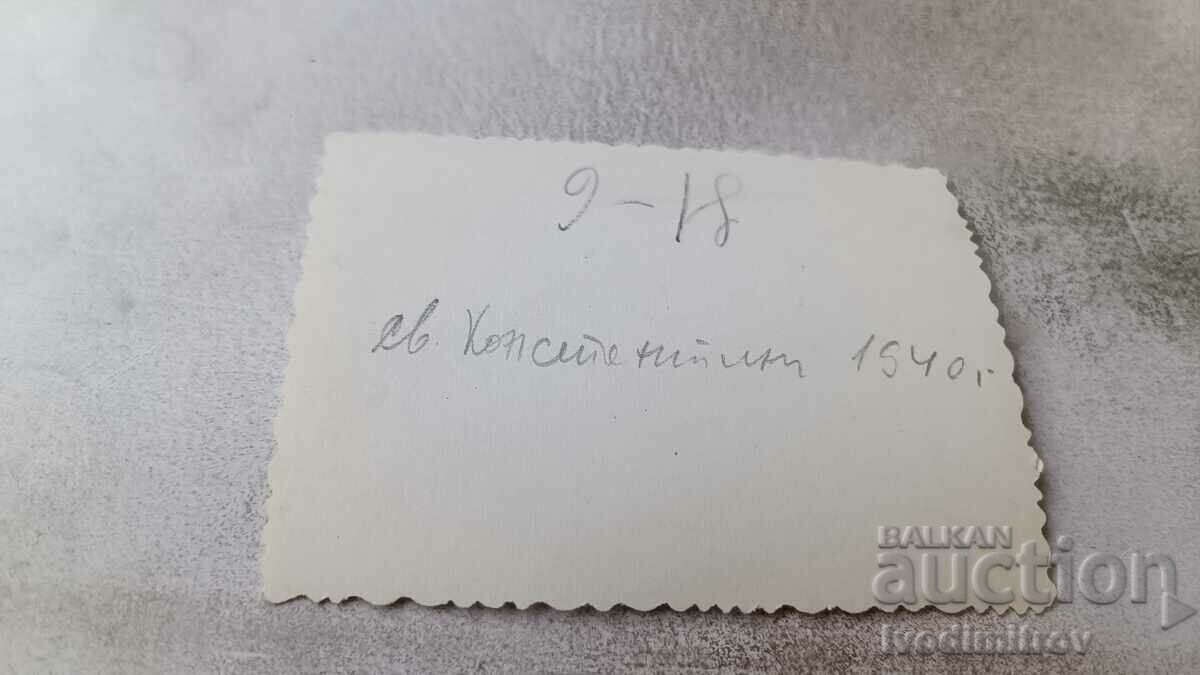 9-18
св. Константин 1940.-
BALKAN
auction
Ivodimitrov